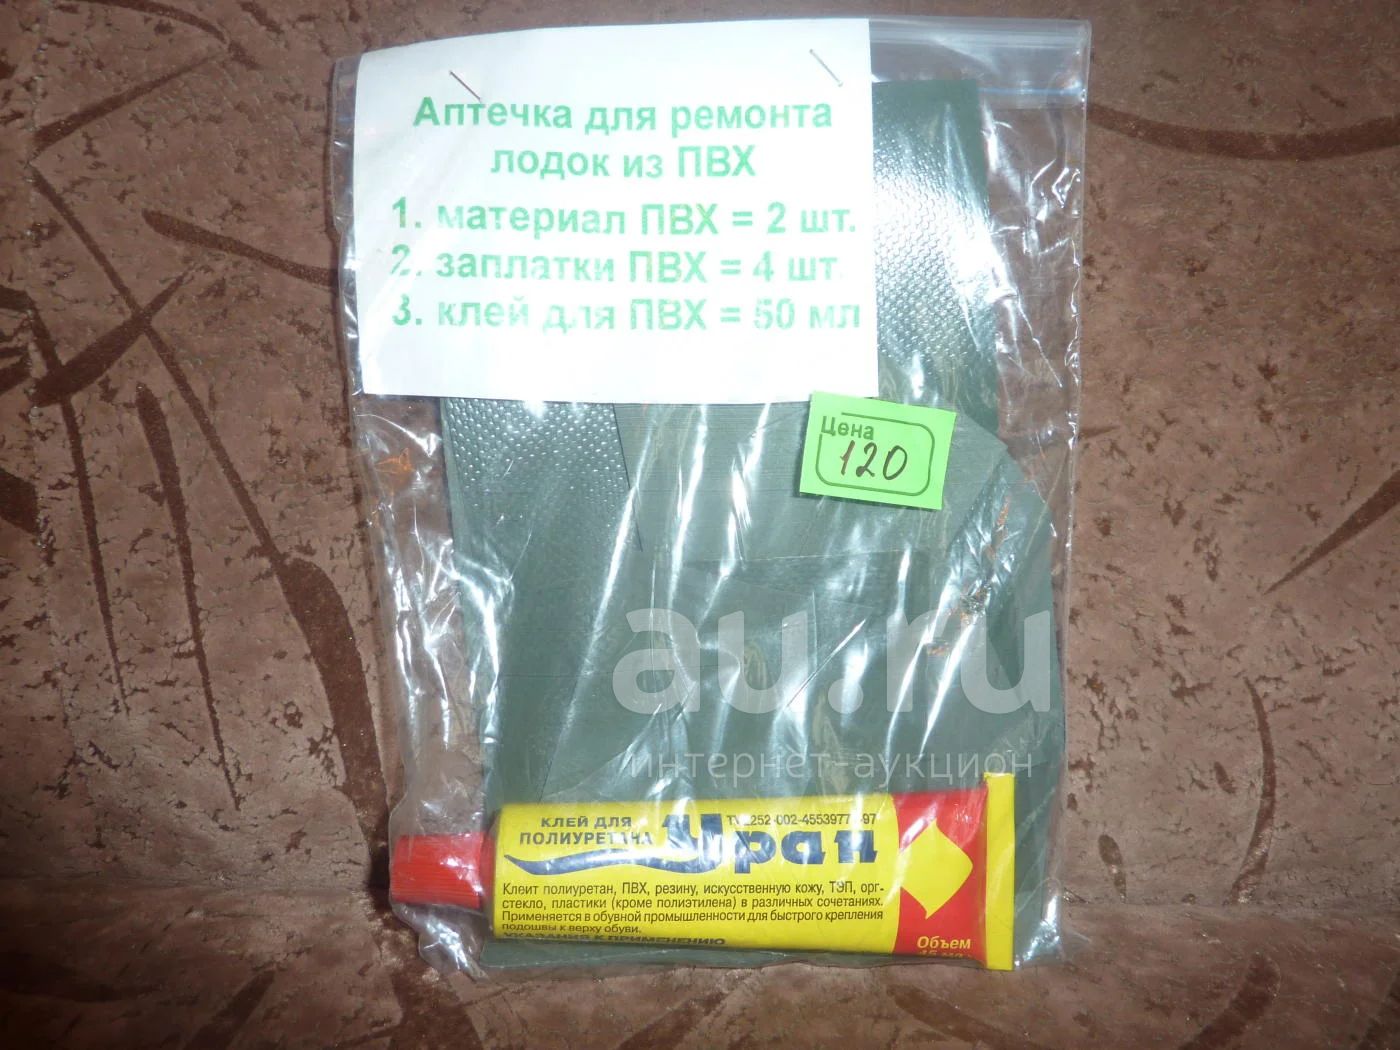 Аптечка для ремонта
лодок из ПВХ
1. материал ПВХ = 2 шт.
2. заплатки ПВХ = 4 шт.
3. клей для ПВХ = 50 мл
Цена
120
au.ru
интернет-аукцион
КЛЕЙ ДЛЯ
ПОЛИУРЕТАНА
Уран
Клеит полиуретан, ПВХ, резину, искусственную кожу, ТЭП, орг-
стекло, пластики (кроме полиэтилена) в различных сочетаниях.
Применяется в обувной промышленности для быстрого крепления
подошвы к верху обуви.
УКАЗАНИЯ К ПРИМЕНЕНИЮ
Объем